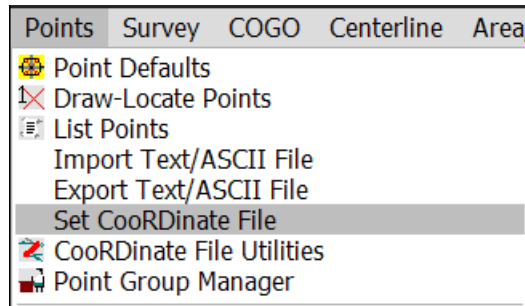 Points Survey COGO Centerline Area
Point Defaults
Draw-Locate Points
List Points
Import Text/ASCII File
Export Text/ASCII File
Set CooRDinate File
CooRDinate File Utilities
Point Group Manager